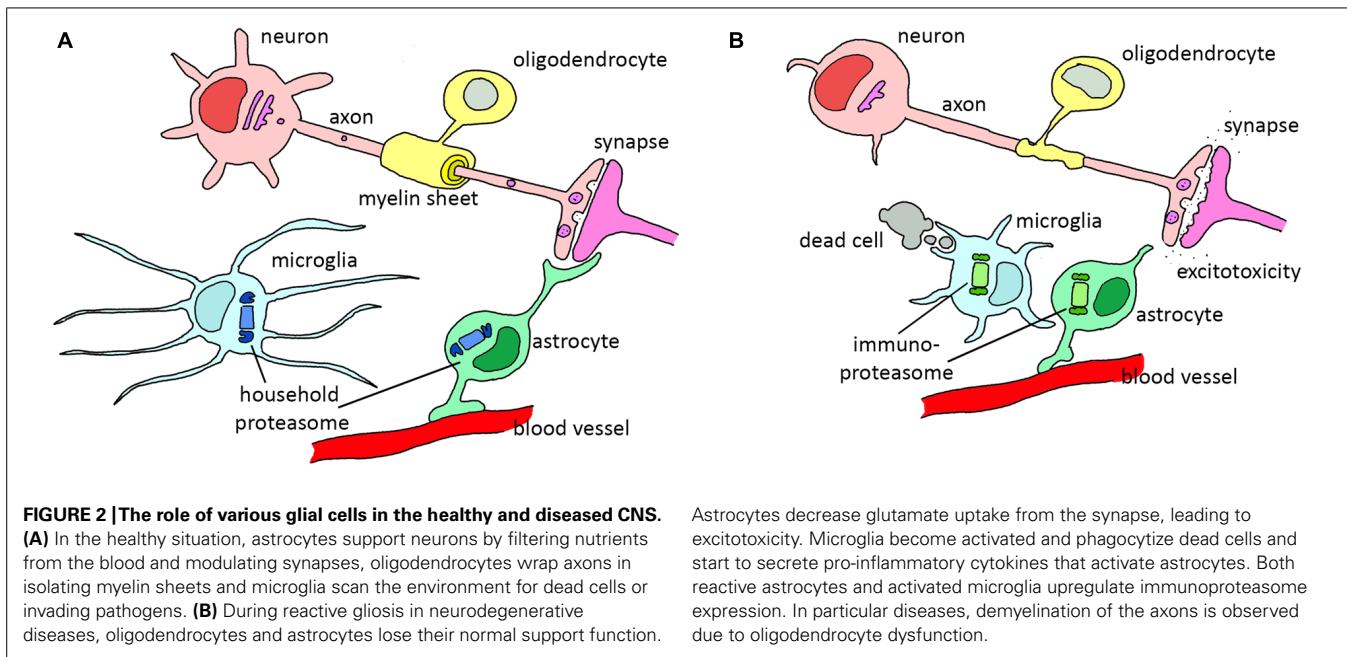 A
neuron
oligodendrocyte
axon
synapse
myelin sheet
microglia
astrocyte
household
proteasome
blood vessel
B
neuron
oligodendrocyte
axon
synapse
microglia
dead cell
excitotoxicity
astrocyte
immuno-
proteasome
blood vessel
FIGURE 2 | The role of various glial cells in the healthy and diseased CNS.
(A) In the healthy situation, astrocytes support neurons by filtering nutrients
from the blood and modulating synapses, oligodendrocytes wrap axons in
isolating myelin sheets and microglia scan the environment for dead cells or
invading pathogens. (B) During reactive gliosis in neurodegenerative
diseases, oligodendrocytes and astrocytes lose their normal support function.
Astrocytes decrease glutamate uptake from the synapse, leading to
excitotoxicity. Microglia become activated and phagocytize dead cells and
start to secrete pro-inflammatory cytokines that activate astrocytes. Both
reactive astrocytes and activated microglia upregulate immunoproteasome
expression. In particular diseases, demyelination of the axons is observed
due to oligodendrocyte dysfunction.